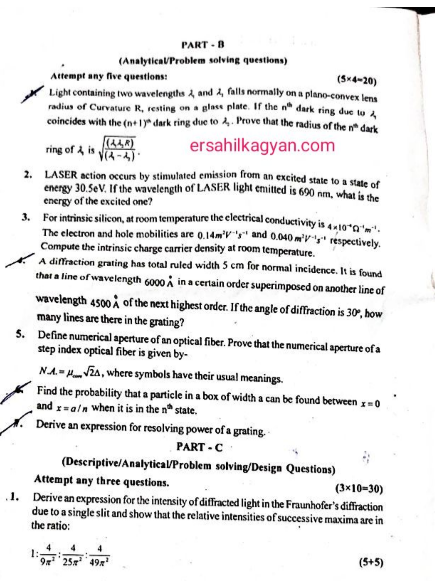 PART - B
(Analytical/Problem solving questions)
Attempt any five questions: (5×4=20)
Light containing two wavelengths λ₁ and λ₂ falls normally on a plano-convex lens
radius of Curvature R, resting on a glass plate. If the nᵗʰ dark ring due to λ₁
coincides with the (n+1)ᵗʰ dark ring due to λ₂. Prove that the radius of the nᵗʰ dark
ring of λ₁ is √((λ₁λ₂R)/(λ₁-λ₂)).
ersahilkagyan.com
2. LASER action occurs by stimulated emission from an excited state to a state of
energy 30.5eV. If the wavelength of LASER light emitted is 690 nm, what is the
energy of the excited one?
3. For intrinsic silicon, at room temperature the electrical conductivity is 4×10⁻⁴Ω⁻¹m⁻¹.
The electron and hole mobilities are 0.14m²V⁻¹s⁻¹ and 0.040 m²V⁻¹s⁻¹ respectively.
Compute the intrinsic charge carrier density at room temperature.
A diffraction grating has total ruled width 5 cm for normal incidence. It is found
that a line of wavelength 6000Å in a certain order superimposed on another line of
wavelength 4500Å of the next highest order. If the angle of diffraction is 30º, how
many lines are there in the grating?
5. Define numerical aperture of an optical fiber. Prove that the numerical aperture of a
step index optical fiber is given by-
N.A.= μcore √2Δ, where symbols have their usual meanings.
Find the probability that a particle in a box of width a can be found between x=0
and x=a/n when it is in the nᵗʰ state.
Derive an expression for resolving power of a grating.
PART - C
(Descriptive/Analytical/Problem solving/Design Questions)
Attempt any three questions. (3×10=30)
1. Derive an expression for the intensity of diffracted light in the Fraunhofer's diffraction
due to a single slit and show that the relative intensities of successive maxima are in
the ratio:
1: 4/9π² : 4/25π² : 4/49π² (5+5)